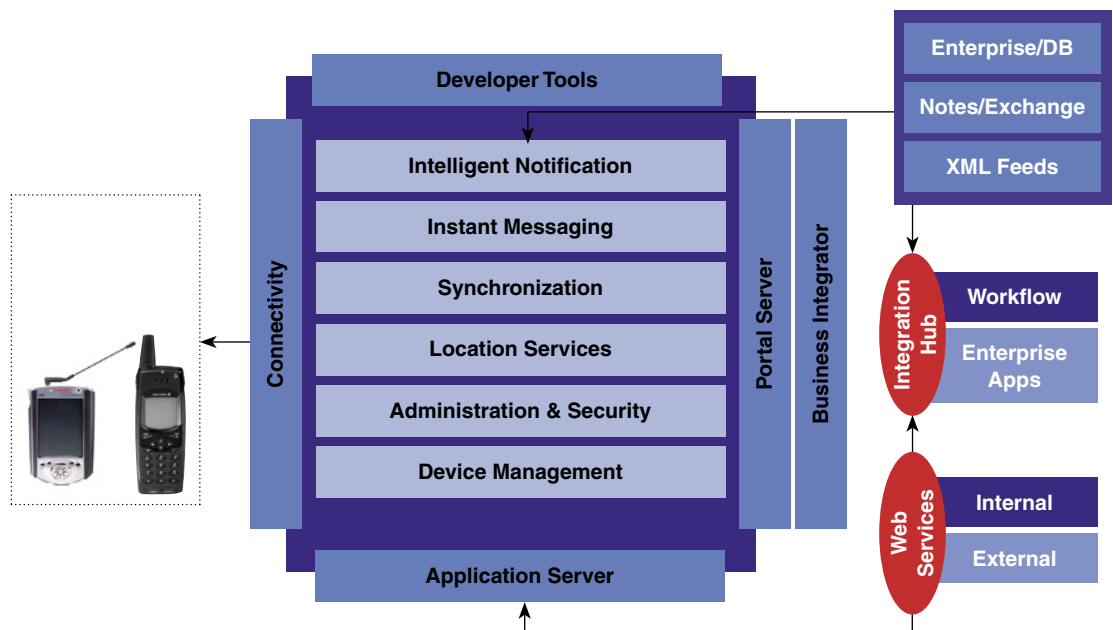 Developer Tools
Intelligent Notification
Instant Messaging
Synchronization
Location Services
Administration & Security
Device Management
Application Server
Connectivity
Portal Server
Business Integrator
Enterprise/DB
Notes/Exchange
XML Feeds
Integration
Hub
Workflow
Enterprise
Apps
Web
Services
Internal
External